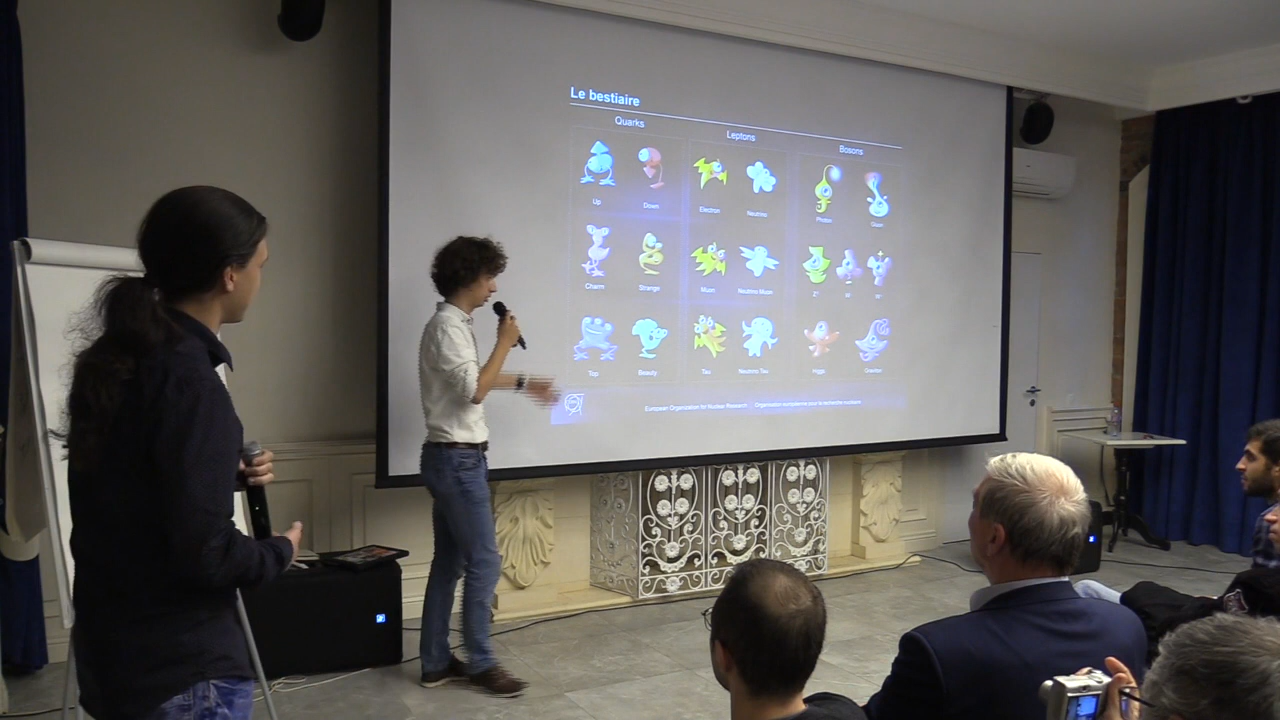 Le bestiaire
Quarks Leptons Bosons
Up Down Electron Neutrino Photon Gluon
Charm Strange Muon Neutrino Muon Z° W⁻ W⁺
Top Beauty Tau Neutrino Tau Higgs Graviton
European Organization for Nuclear Research Organisation européenne pour la recherche nucléaire